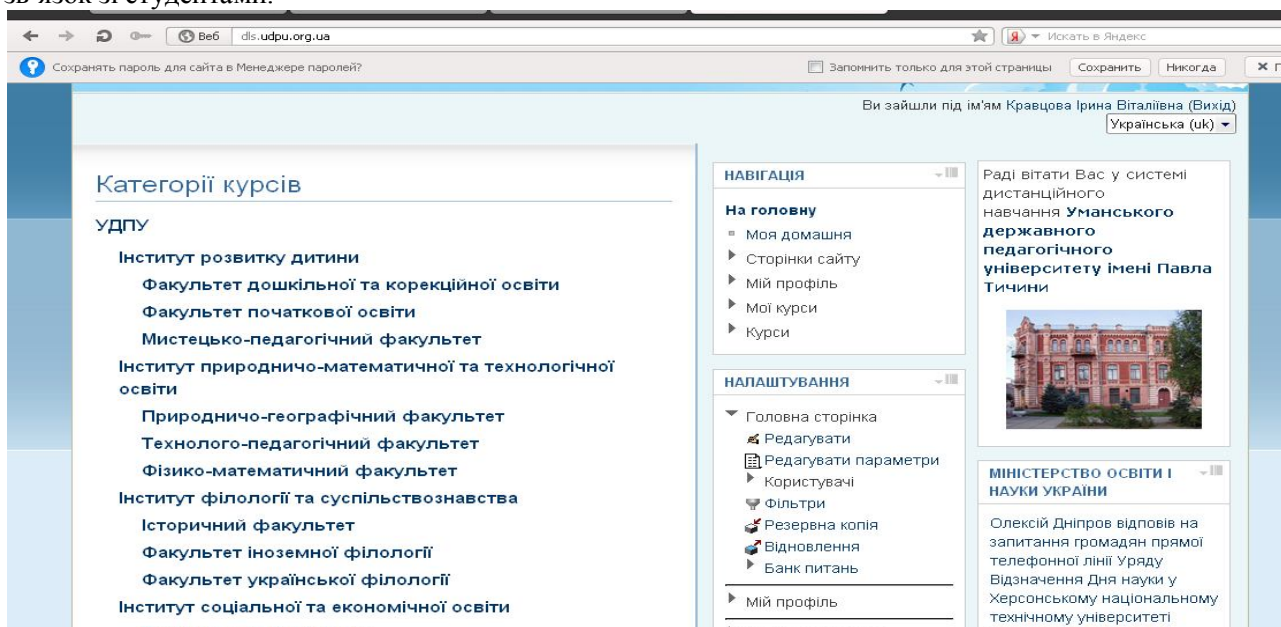 зв'язок зі студентами.
Веб dls.udpu.org.ua
Искать в Яндекс
Сохранять пароль для сайта в Менеджере паролей?
Запомнить только для этой страницы Сохранить Никогда
Ви зайшли під ім'ям Кравцова Ірина Віталіївна (Вихід)
Українська (uk)
Категорії курсів
УДПУ
Інститут розвитку дитини
Факультет дошкільної та корекційної освіти
Факультет початкової освіти
Мистецько-педагогічний факультет
Інститут природничо-математичної та технологічної
освіти
Природничо-географічний факультет
Технолого-педагогічний факультет
Фізико-математичний факультет
Інститут філології та суспільствознавства
Історичний факультет
Факультет іноземної філології
Факультет української філології
Інститут соціальної та економічної освіти
НАВІГАЦІЯ
На головну
Моя домашня
Сторінки сайту
Мій профіль
Мої курси
Курси
НАЛАШТУВАННЯ
Головна сторінка
Редагувати
Редагувати параметри
Користувачі
Фільтри
Резервна копія
Відновлення
Банк питань
Мій профіль
Раді вітати Вас у системі
дистанційного
навчання Уманського
державного
педагогічного
університету імені Павла
Тичини
МІНІСТЕРСТВО ОСВІТИ І
НАУКИ УКРАЇНИ
Олексій Дніпров відповів на
запитання громадян прямої
телефонної лінії Уряду
Відзначення Дня науки у
Херсонському національному
технічному університеті